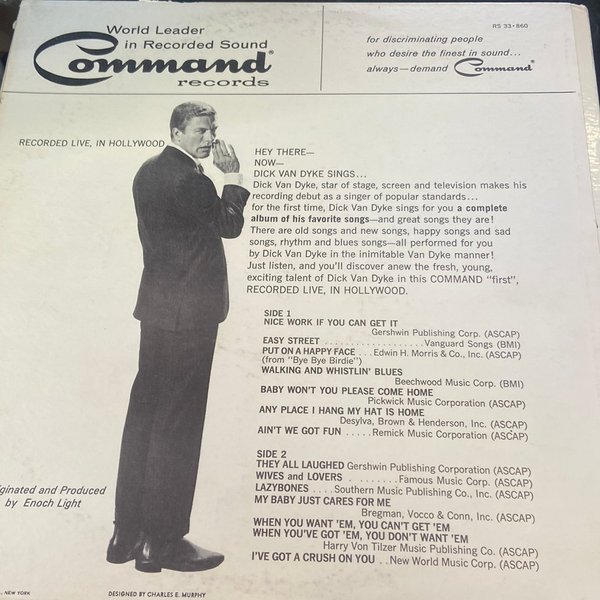 World Leader
in Recorded Sound
Command®
records
RS 33·860
for discriminating people
who desire the finest in sound...
always—demand Command®
RECORDED LIVE, IN HOLLYWOOD
HEY THERE—
NOW—
DICK VAN DYKE SINGS...
Dick Van Dyke, star of stage, screen and television makes his
recording debut as a singer of popular standards...
for the first time, Dick Van Dyke sings for you a complete
album of his favorite songs—and great songs they are!
There are old songs and new songs, happy songs and sad
songs, rhythm and blues songs—all performed for you
by Dick Van Dyke in the inimitable Van Dyke manner!
Just listen, and you'll discover anew the fresh, young,
exciting talent of Dick Van Dyke in this COMMAND "first",
RECORDED LIVE, IN HOLLYWOOD.
SIDE 1
NICE WORK IF YOU CAN GET IT
Gershwin Publishing Corp. (ASCAP)
EASY STREET . . . . . . . . . . . . . . . . . . Vanguard Songs (BMI)
PUT ON A HAPPY FACE . . . Edwin H. Morris & Co., Inc. (ASCAP)
(from "Bye Bye Birdie")
WALKING AND WHISTLIN' BLUES
Beechwood Music Corp. (BMI)
BABY WON'T YOU PLEASE COME HOME
Pickwick Music Corporation (ASCAP)
ANY PLACE I HANG MY HAT IS HOME
Desylva, Brown & Henderson, Inc. (ASCAP)
AIN'T WE GOT FUN . . . . . Remick Music Corporation (ASCAP)
SIDE 2
THEY ALL LAUGHED Gershwin Publishing Corporation (ASCAP)
WIVES and LOVERS . . . . . . . . Famous Music Corp. (ASCAP)
LAZYBONES . . . . Southern Music Publishing Co., Inc. (ASCAP)
MY BABY JUST CARES FOR ME
Bregman, Vocco & Conn, Inc. (ASCAP)
WHEN YOU WANT 'EM, YOU CAN'T GET 'EM
WHEN YOU'VE GOT 'EM, YOU DON'T WANT 'EM
Harry Von Tilzer Music Publishing Co. (ASCAP)
I'VE GOT A CRUSH ON YOU . . New World Music Corp. (ASCAP)
ginated and Produced
by Enoch Light
, NEW YORK
DESIGNED BY CHARLES E. MURPHY